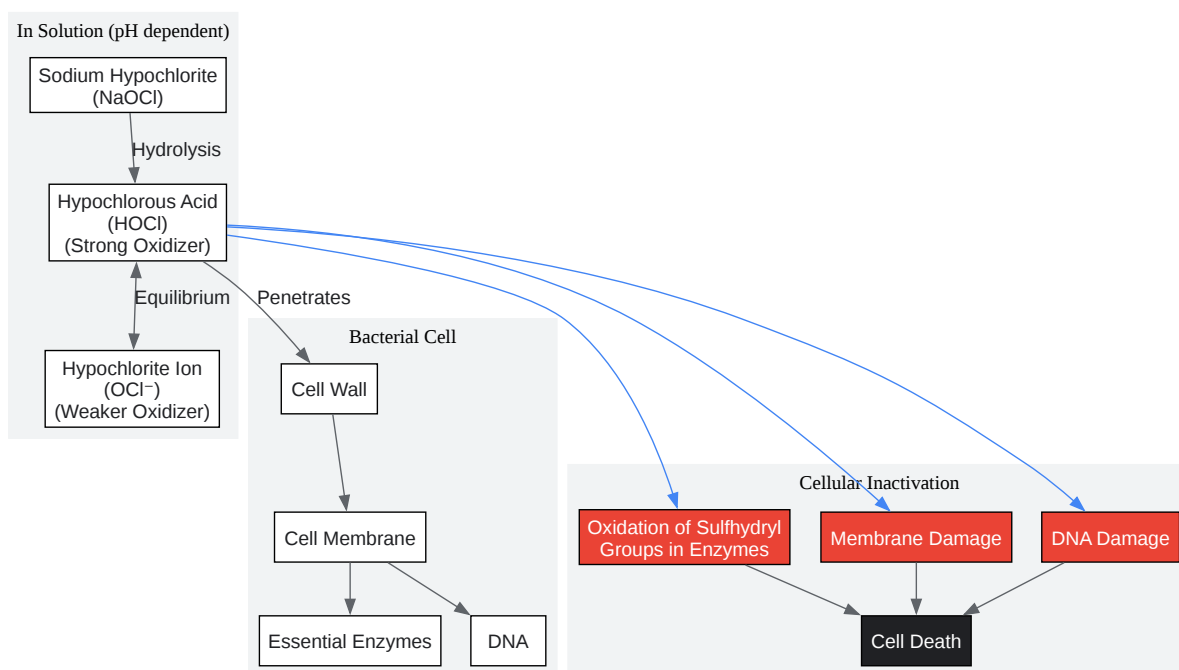 In Solution (pH dependent)
Sodium Hypochlorite
(NaOCl)
Hydrolysis
Hypochlorous Acid
(HOCl)
(Strong Oxidizer)
Equilibrium
Penetrates
Hypochlorite Ion
(OCl⁻)
(Weaker Oxidizer)
Bacterial Cell
Cell Wall
Cell Membrane
Essential Enzymes
DNA
Cellular Inactivation
Oxidation of Sulfhydryl
Groups in Enzymes
Membrane Damage
DNA Damage
Cell Death